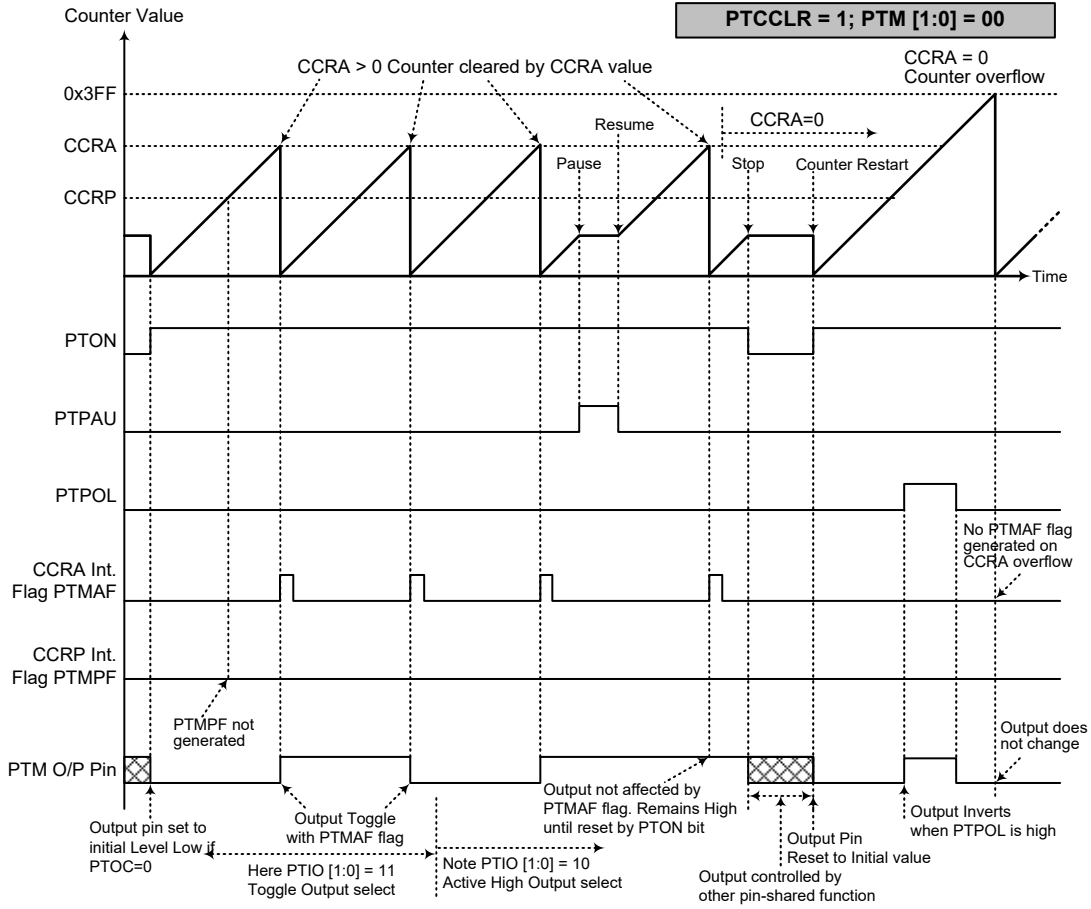 Counter Value
PTCCLR = 1; PTM [1:0] = 00
CCRA > 0 Counter cleared by CCRA value
CCRA = 0
Counter overflow
0x3FF
CCRA=0
Resume
CCRA
Pause
Stop
Counter Restart
CCRP
Time
PTON
PTPAU
PTPOL
No PTMAF flag
generated on
CCRA overflow
CCRA Int.
Flag PTMAF
CCRP Int.
Flag PTMPF
PTMPF not
generated
Output does
not change
PTM O/P Pin
Output pin set to
initial Level Low if
PTOC=0
Output Toggle
with PTMAF flag
Output not affected by
PTMAF flag. Remains High
until reset by PTON bit
Output Inverts
when PTPOL is high
Output Pin
Reset to Initial value
Here PTIO [1:0] = 11
Toggle Output select
Note PTIO [1:0] = 10
Active High Output select
Output controlled by
other pin-shared function